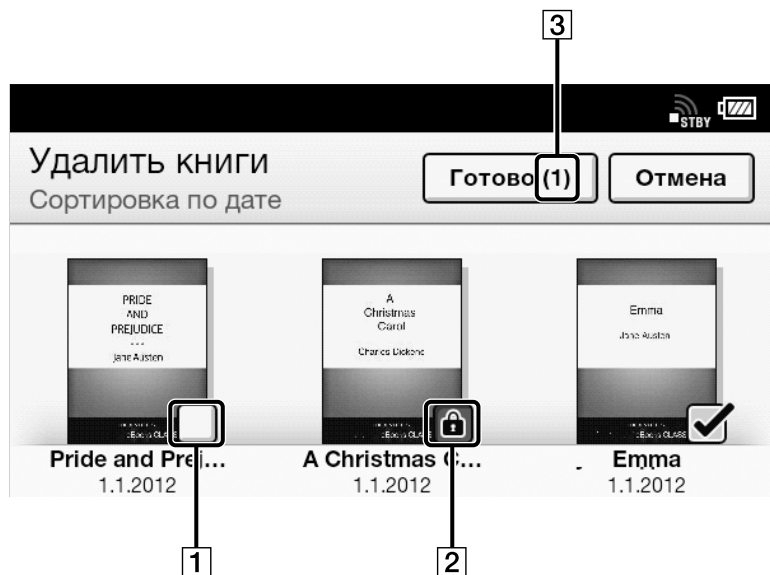 3
STBY
Удалить книги
Сортировка по дате
Готово (1)
Отмена
PRIDE
AND
PREJUDICE
Jane Austen
A
Christmas
Carol
Charles Dickens
Emma
Jane Austen
Pride and Prej...
1.1.2012
A Christmas C...
1.1.2012
Emma
1.1.2012
1
2